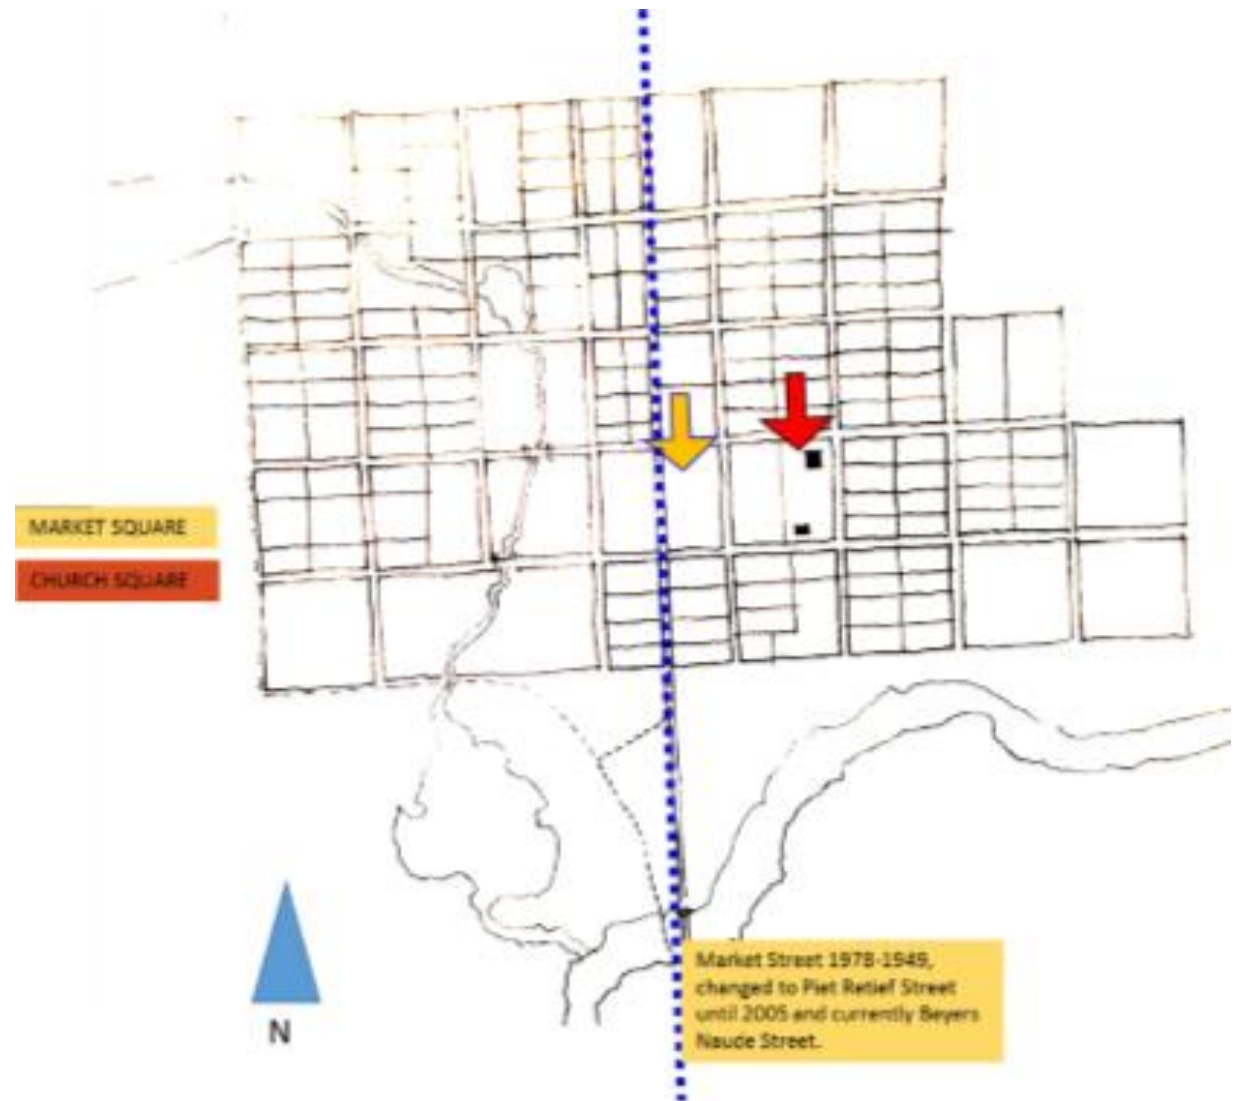 MARKET SQUARE
CHURCH SQUARE
N
Market Street 1978-1949,
changed to Piet Retief Street
until 2005 and currently Beyers
Naude Street.